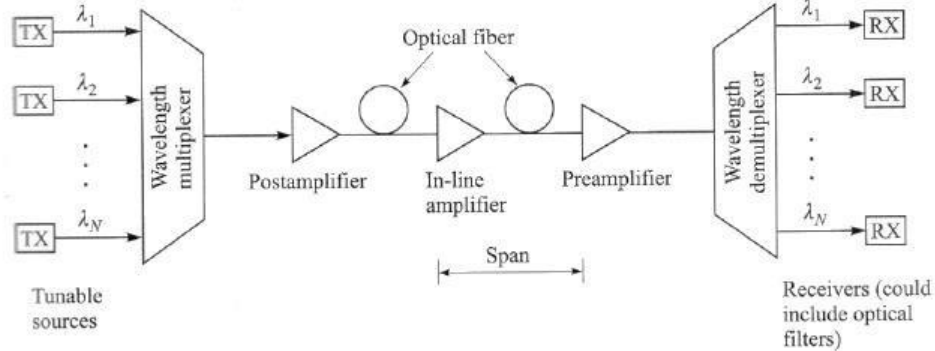 TX
λ1
TX
λ2
TX
λN
Tunable
sources
Wavelength
multiplexer
Optical fiber
Postamplifier
In-line
amplifier
Preamplifier
Span
Wavelength
demultiplexer
λ1
RX
λ2
RX
λN
RX
Receivers (could
include optical
filters)